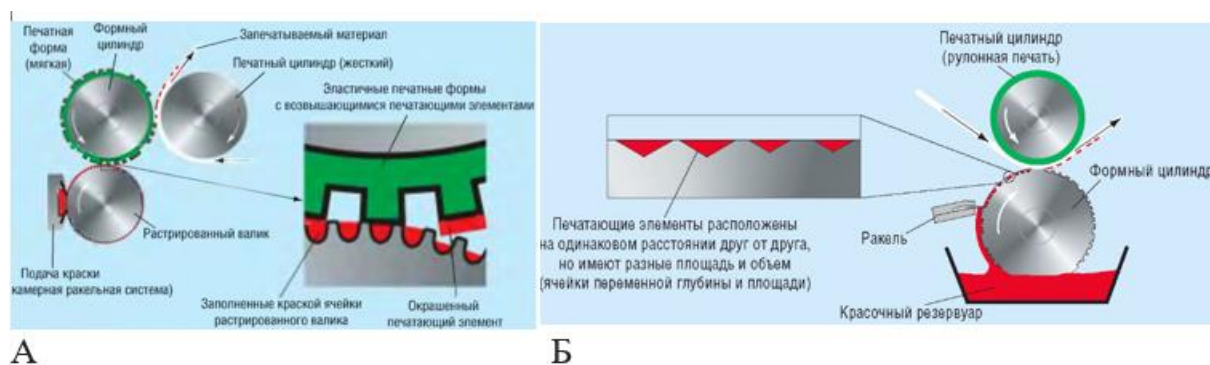 Печатная
форма
(мягкая)
Формный
цилиндр
Запечатываемый материал
Печатный цилиндр (жесткий)
Эластичные печатные формы
с возвышающимися печатающими элементами
Растрированный валик
Подача краски
камерная ракельная система)
Заполненные краской ячейки
растрированного валика
Окрашенный
печатающий элемент
А
Печатный цилиндр
(рулонная печать)
Формный цилиндр
Печатающие элементы расположены
на одинаковом расстоянии друг от друга,
но имеют разные площадь и объем
(ячейки переменной глубины и площади)
Ракель
Красочный резервуар
Б